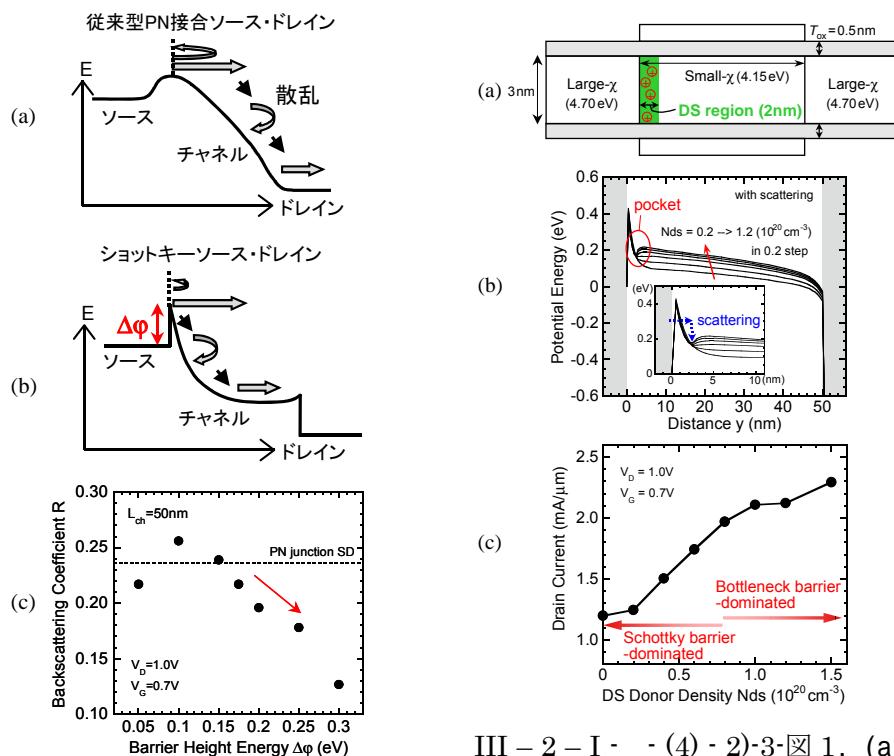 従来型PN接合ソース・ドレイン
E
(a)
ソース
散乱
チャネル
ドレイン
ショットキーソース・ドレイン
E
Δφ
ソース
(b)
チャネル
ドレイン
(c)
Backscattering Coefficient R
0.30
0.25
0.20
0.15
0.10
L_ch=50nm
PN junction SD
V_D=1.0V
V_G=0.7V
0.05 0.1 0.15 0.2 0.25 0.3
Barrier Height Energy Δφ (eV)
T_ox = 0.5nm
(a)
3nm
Large-χ
(4.70 eV)
Small-χ (4.15eV)
DS region (2nm)
Large-χ
(4.70eV)
(b)
Potential Energy (eV)
0.6
0.4
0.2
0
-0.2
-0.4
-0.6
with scattering
pocket
Nds = 0.2 --> 1.2 (10^20 cm^-3)
in 0.2 step
(eV)
0.4
0.2
0
scattering
0 5 10 (nm)
0 10 20 30 40 50
Distance y (nm)
(c)
Drain Current (mA/μm)
2.5
2.0
1.5
1.0
V_D = 1.0V
V_G = 0.7V
Bottleneck barrier
-dominated
Schottky barrier
-dominated
0 0.5 1.0 1.5
DS Donor Density Nds (10^20 cm^-3)
III – 2 – I - - (4) - 2)-3-図 1. (a